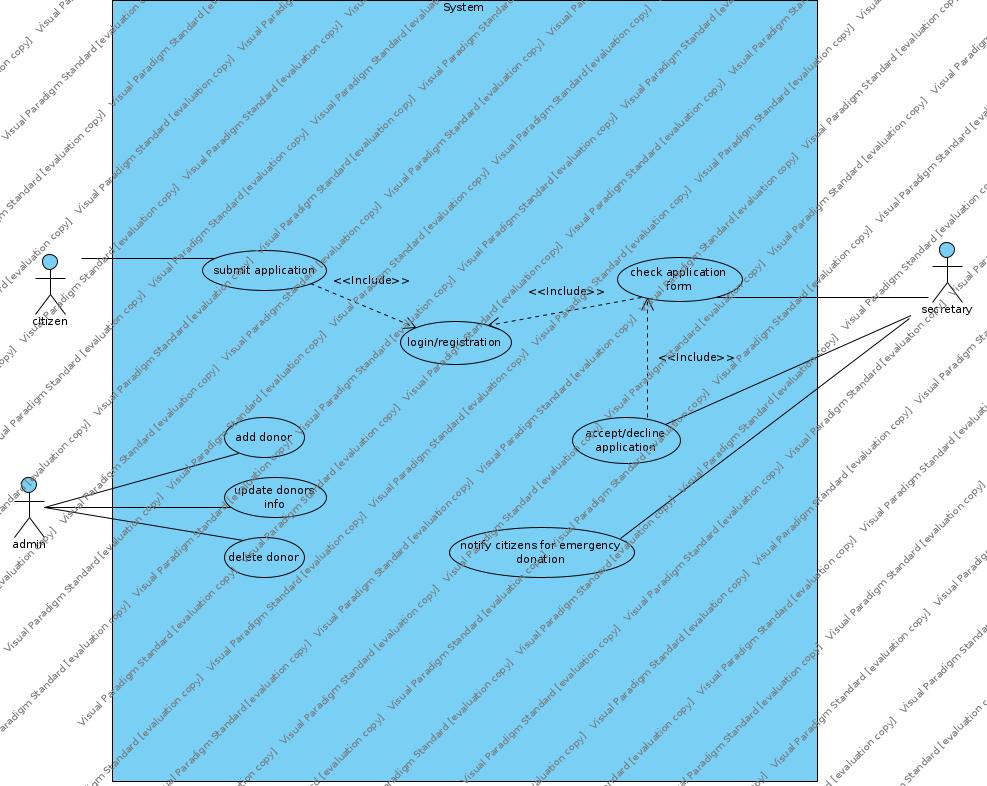 System
submit application
<<Include>>
check application
form
<<Include>>
citizen
secretary
login/registration
<<Include>>
add donor
accept/decline
application
update donors
info
admin
delete donor
notify citizens for emergency
donation
Visual Paradigm Standard [evaluation copy]